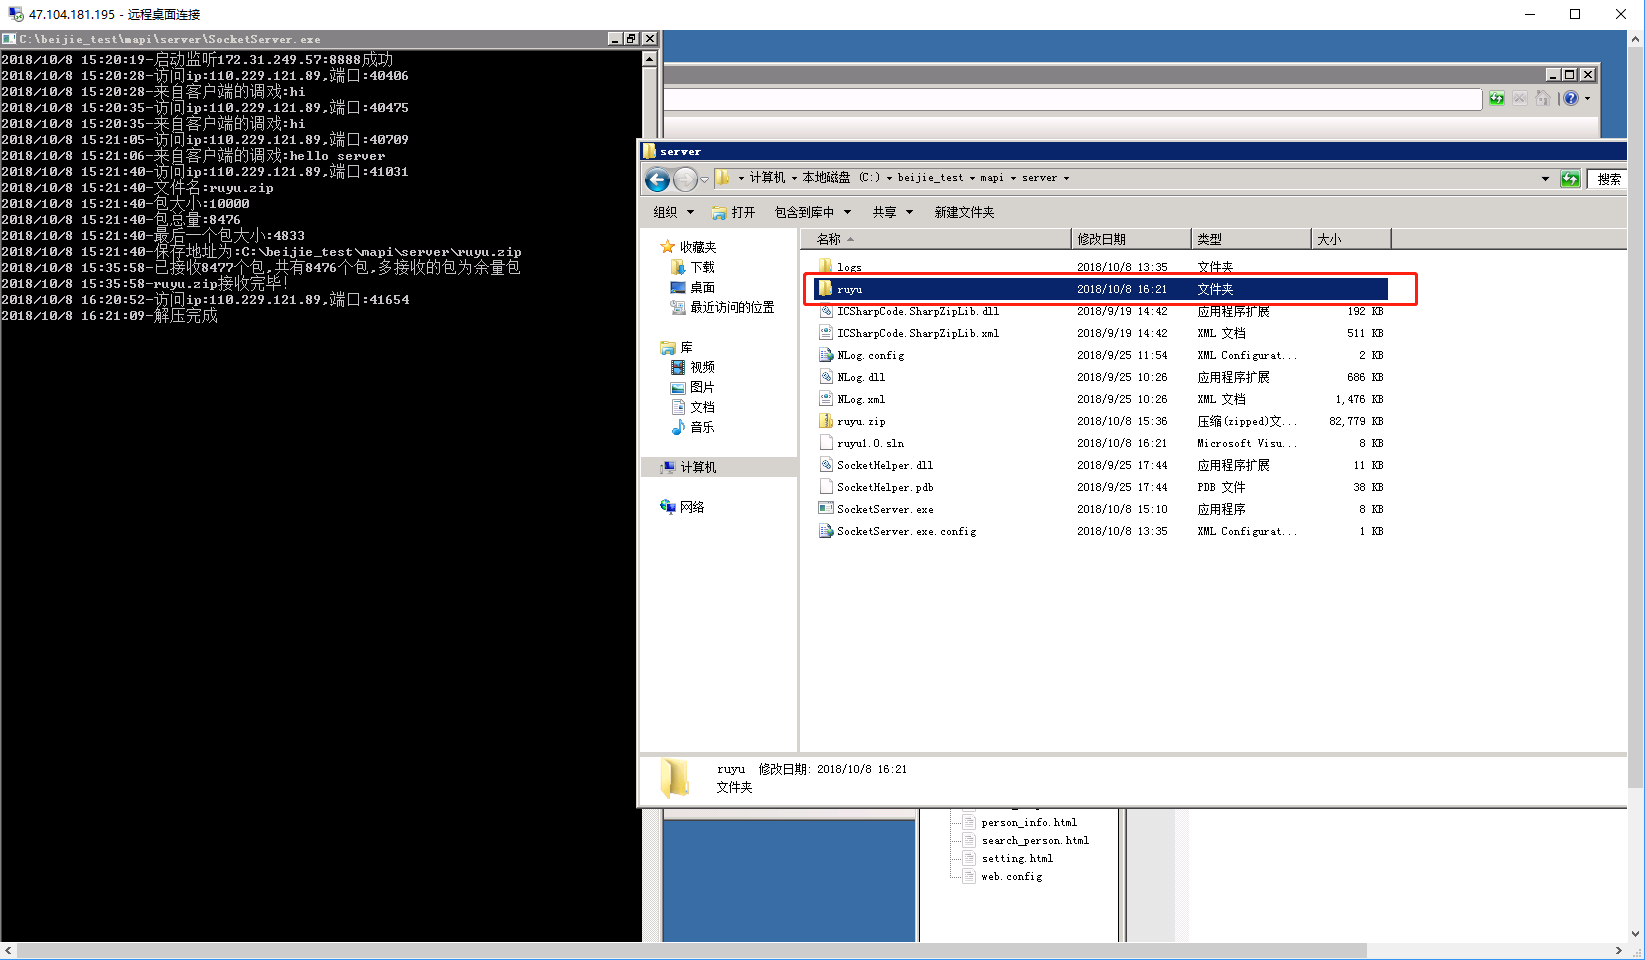 47.104.181.195 - 远程桌面连接
C:\beijie_test\mapi\server\SocketServer.exe
2018/10/8 15:20:19-启动监听172.31.249.57:8888成功
2018/10/8 15:20:28-访问ip:110.229.121.89,端口:40406
2018/10/8 15:20:28-来自客户端的调戏:hi
2018/10/8 15:20:35-访问ip:110.229.121.89,端口:40475
2018/10/8 15:20:35-来自客户端的调戏:hi
2018/10/8 15:21:05-访问ip:110.229.121.89,端口:40709
2018/10/8 15:21:06-来自客户端的调戏:hello server
2018/10/8 15:21:40-访问ip:110.229.121.89,端口:41031
2018/10/8 15:21:40-文件名:ruyu.zip
2018/10/8 15:21:40-包大小:10000
2018/10/8 15:21:40-包总量:8476
2018/10/8 15:21:40-最后一个包大小:4833
2018/10/8 15:21:40-保存地址为:C:\beijie_test\mapi\server\ruyu.zip
2018/10/8 15:35:58-已接收8477个包,共有8476个包,多接收的包为余量包
2018/10/8 15:35:58-ruyu.zip接收完毕!
2018/10/8 16:20:52-访问ip:110.229.121.89,端口:41654
2018/10/8 16:21:09-解压完成
server
计算机 本地磁盘 (C:) beijie_test mapi server 搜索
组织 打开 包含到库中 共享 新建文件夹
收藏夹
下载
桌面
最近访问的位置
库
视频
图片
文档
音乐
计算机
网络
名称 修改日期 类型 大小
logs 2018/10/8 13:35 文件夹
ruyu 2018/10/8 16:21 文件夹
ICSharpCode.SharpZipLib.dll 2018/9/19 14:42 应用程序扩展 192 KB
ICSharpCode.SharpZipLib.xml 2018/9/19 14:42 XML 文档 511 KB
NLog.config 2018/9/25 11:54 XML Configurat... 2 KB
NLog.dll 2018/9/25 10:26 应用程序扩展 686 KB
NLog.xml 2018/9/25 10:26 XML 文档 1,476 KB
ruyu.zip 2018/10/8 15:36 压缩(zipped)文... 82,779 KB
ruyu1.0.sln 2018/10/8 16:21 Microsoft Visu... 8 KB
SocketHelper.dll 2018/9/25 17:44 应用程序扩展 11 KB
SocketHelper.pdb 2018/9/25 17:44 PDB 文件 38 KB
SocketServer.exe 2018/10/8 15:10 应用程序 8 KB
SocketServer.exe.config 2018/10/8 13:35 XML Configurat... 1 KB
ruyu 修改日期: 2018/10/8 16:21
文件夹
person_info.html
search_person.html
setting.html
web.config